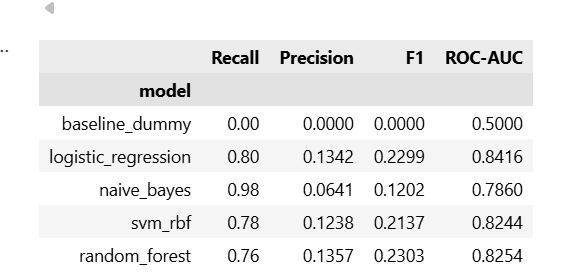 ..
Recall Precision F1 ROC-AUC
model
baseline_dummy 0.00 0.0000 0.0000 0.5000
logistic_regression 0.80 0.1342 0.2299 0.8416
naive_bayes 0.98 0.0641 0.1202 0.7860
svm_rbf 0.78 0.1238 0.2137 0.8244
random_forest 0.76 0.1357 0.2303 0.8254